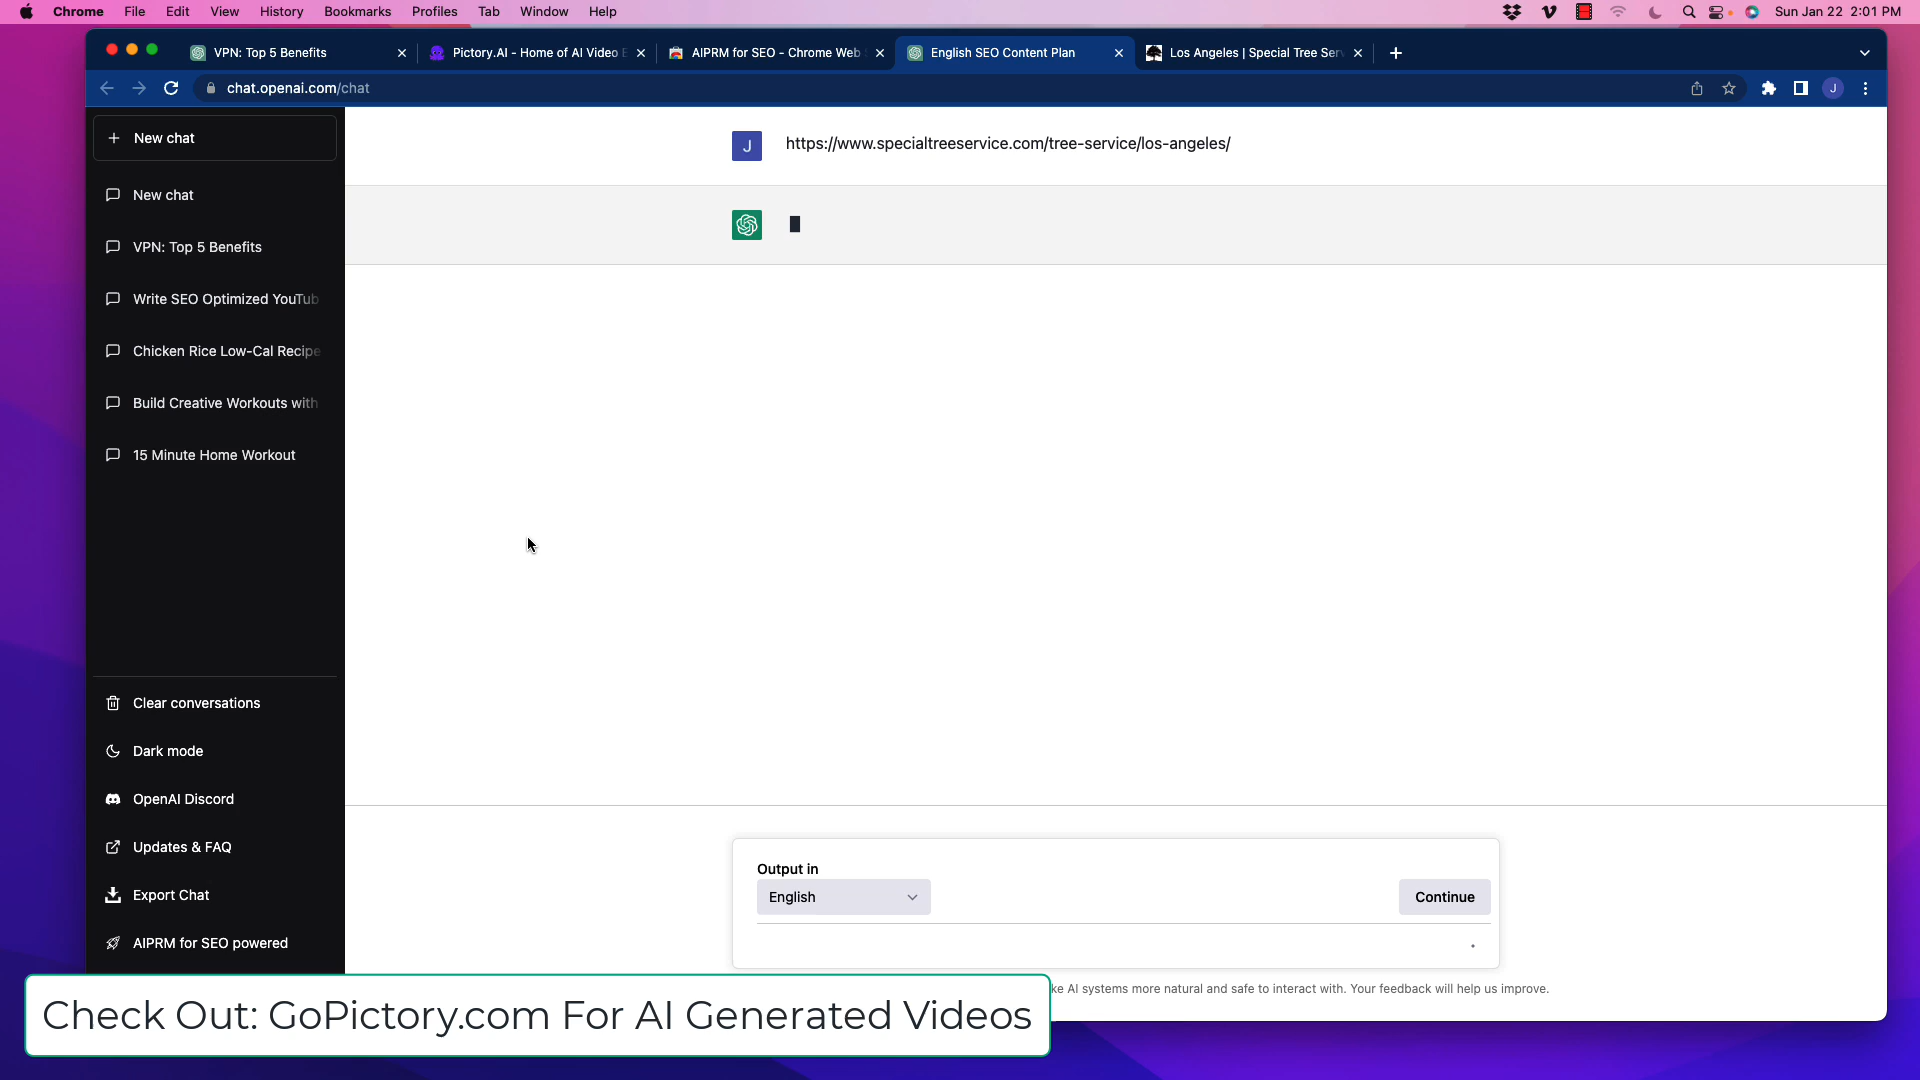 Chrome File Edit View History Bookmarks Profiles Tab Window Help Sun Jan 22 2:01 PM
VPN: Top 5 Benefits Pictory.AI - Home of AI Video AIPRM for SEO - Chrome Web English SEO Content Plan Los Angeles | Special Tree Serv
chat.openai.com/chat J
New chat
New chat
VPN: Top 5 Benefits
Write SEO Optimized YouTub
Chicken Rice Low-Cal Recipe
Build Creative Workouts with
15 Minute Home Workout
Clear conversations
Dark mode
OpenAI Discord
Updates & FAQ
Export Chat
AIPRM for SEO powered
J https://www.specialtreeservice.com/tree-service/los-angeles/
Output in
English
Continue
ke AI systems more natural and safe to interact with. Your feedback will help us improve.
Check Out: GoPictory.com For AI Generated Videos